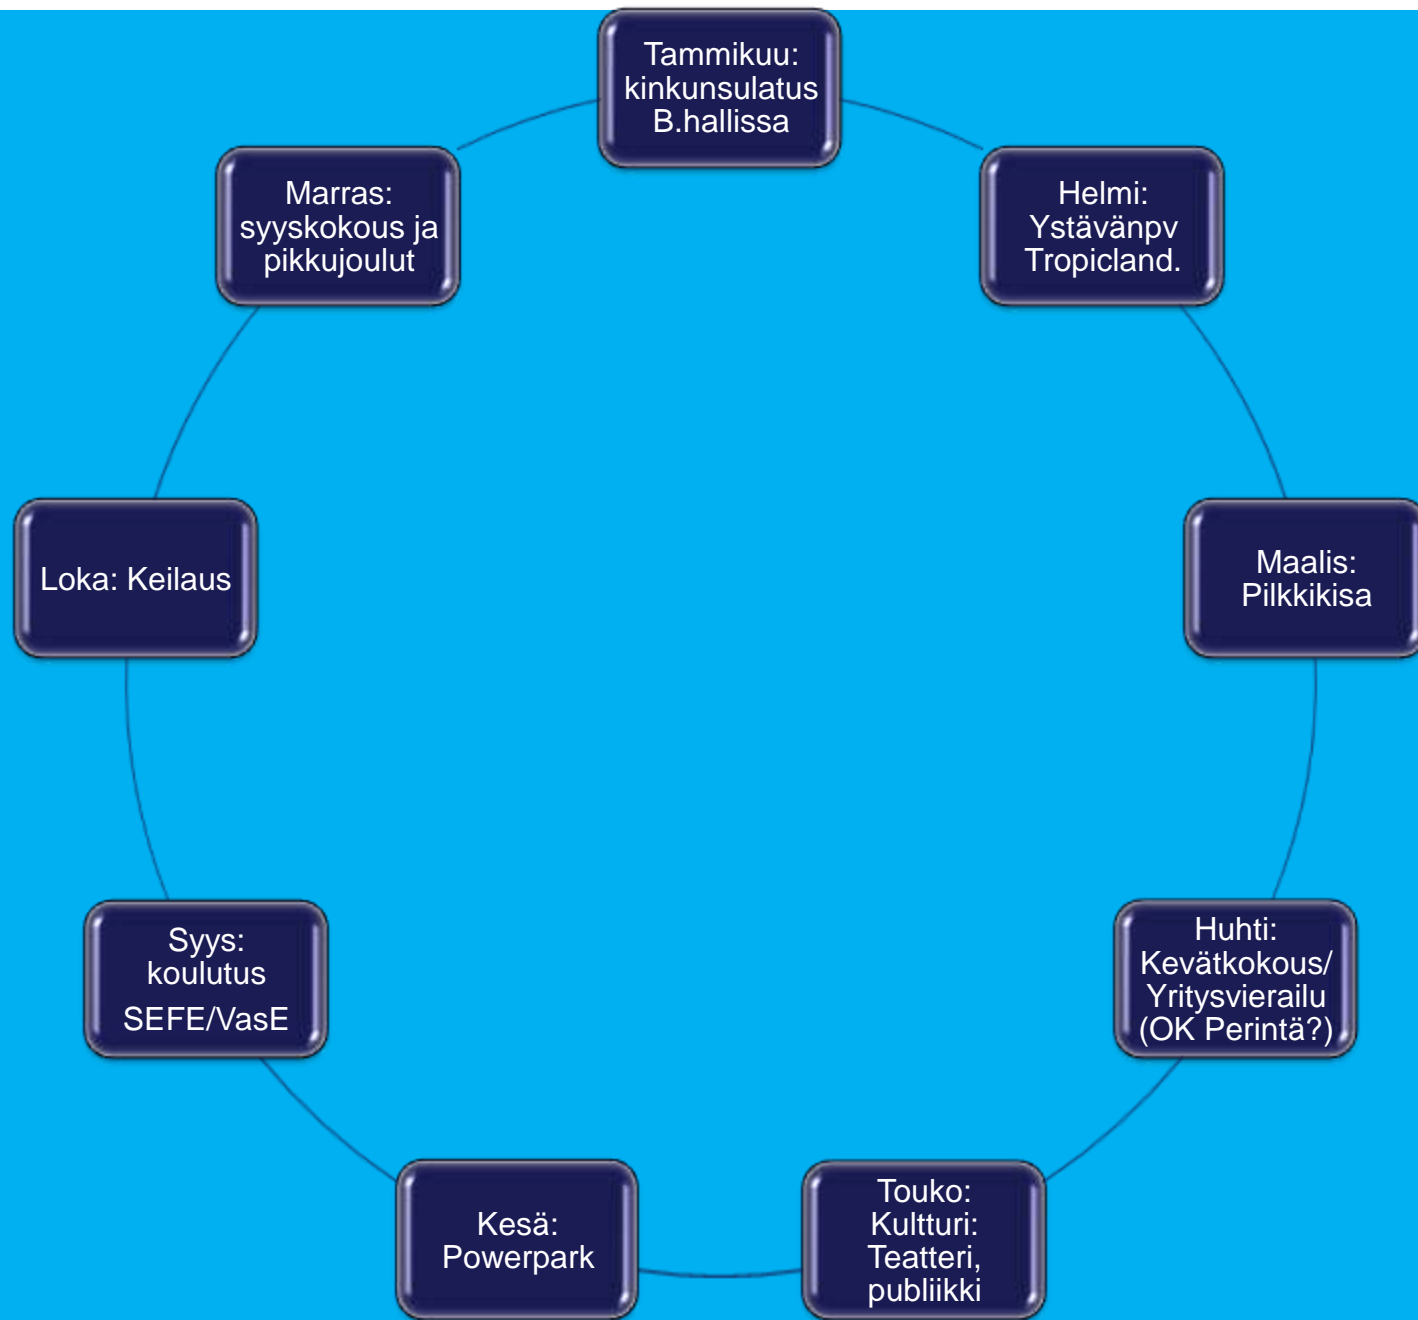 Tammikuu:
kinkunsulatus
B.hallissa
Helmi:
Ystävänpv
Tropicland.
Maalis:
Pilkkikisa
Huhti:
Kevätkokous/
Yritysvierailu
(OK Perintä?)
Touko:
Kultturi:
Teatteri,
publiikki
Kesä:
Powerpark
Syys:
koulutus
SEFE/VasE
Loka: Keilaus
Marras:
syyskokous ja
pikkujoulut